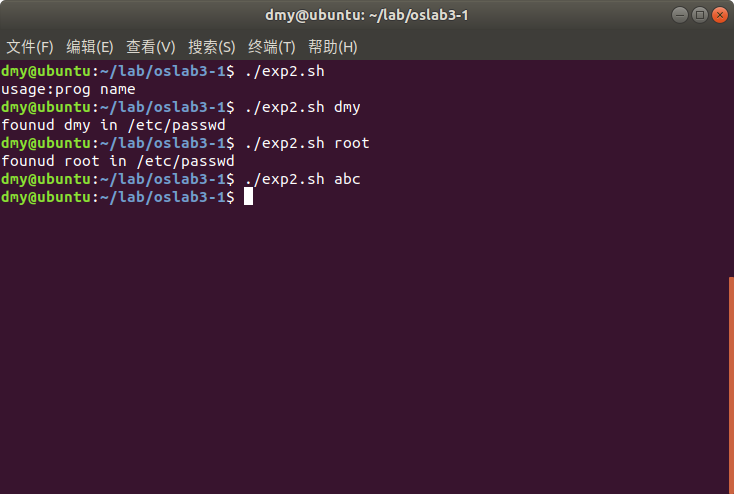 dmy@ubuntu: ~/lab/oslab3-1
文件(F) 编辑(E) 查看(V) 搜索(S) 终端(T) 帮助(H)
dmy@ubuntu:~/lab/oslab3-1$ ./exp2.sh
usage:prog name
dmy@ubuntu:~/lab/oslab3-1$ ./exp2.sh dmy
founud dmy in /etc/passwd
dmy@ubuntu:~/lab/oslab3-1$ ./exp2.sh root
founud root in /etc/passwd
dmy@ubuntu:~/lab/oslab3-1$ ./exp2.sh abc
dmy@ubuntu:~/lab/oslab3-1$